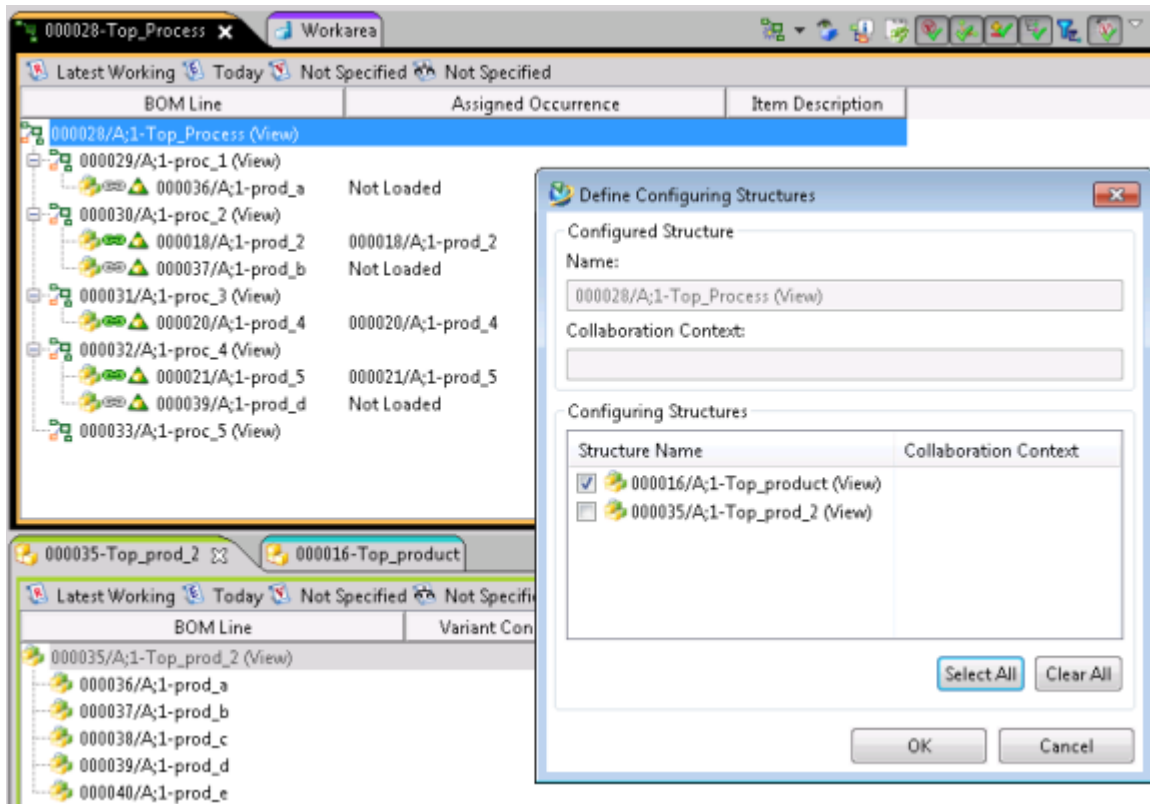 000028-Top_Process
Workarea
Latest Working Today Not Specified Not Specified
BOM Line Assigned Occurrence Item Description
000028/A;1-Top_Process (View)
000029/A;1-proc_1 (View)
000036/A;1-prod_a Not Loaded
000030/A;1-proc_2 (View)
000018/A;1-prod_2 000018/A;1-prod_2
000037/A;1-prod_b Not Loaded
000031/A;1-proc_3 (View)
000020/A;1-prod_4 000020/A;1-prod_4
000032/A;1-proc_4 (View)
000021/A;1-prod_5 000021/A;1-prod_5
000039/A;1-prod_d Not Loaded
000033/A;1-proc_5 (View)
Define Configuring Structures
Configured Structure
Name:
000028/A;1-Top_Process (View)
Collaboration Context:
Configuring Structures
Structure Name Collaboration Context
000016/A;1-Top_product (View)
000035/A;1-Top_prod_2 (View)
Select All Clear All
OK Cancel
000035-Top_prod_2
000016-Top_product
Latest Working Today Not Specified Not Specifi
BOM Line Variant Con
000035/A;1-Top_prod_2 (View)
000036/A;1-prod_a
000037/A;1-prod_b
000038/A;1-prod_c
000039/A;1-prod_d
000040/A;1-prod_e